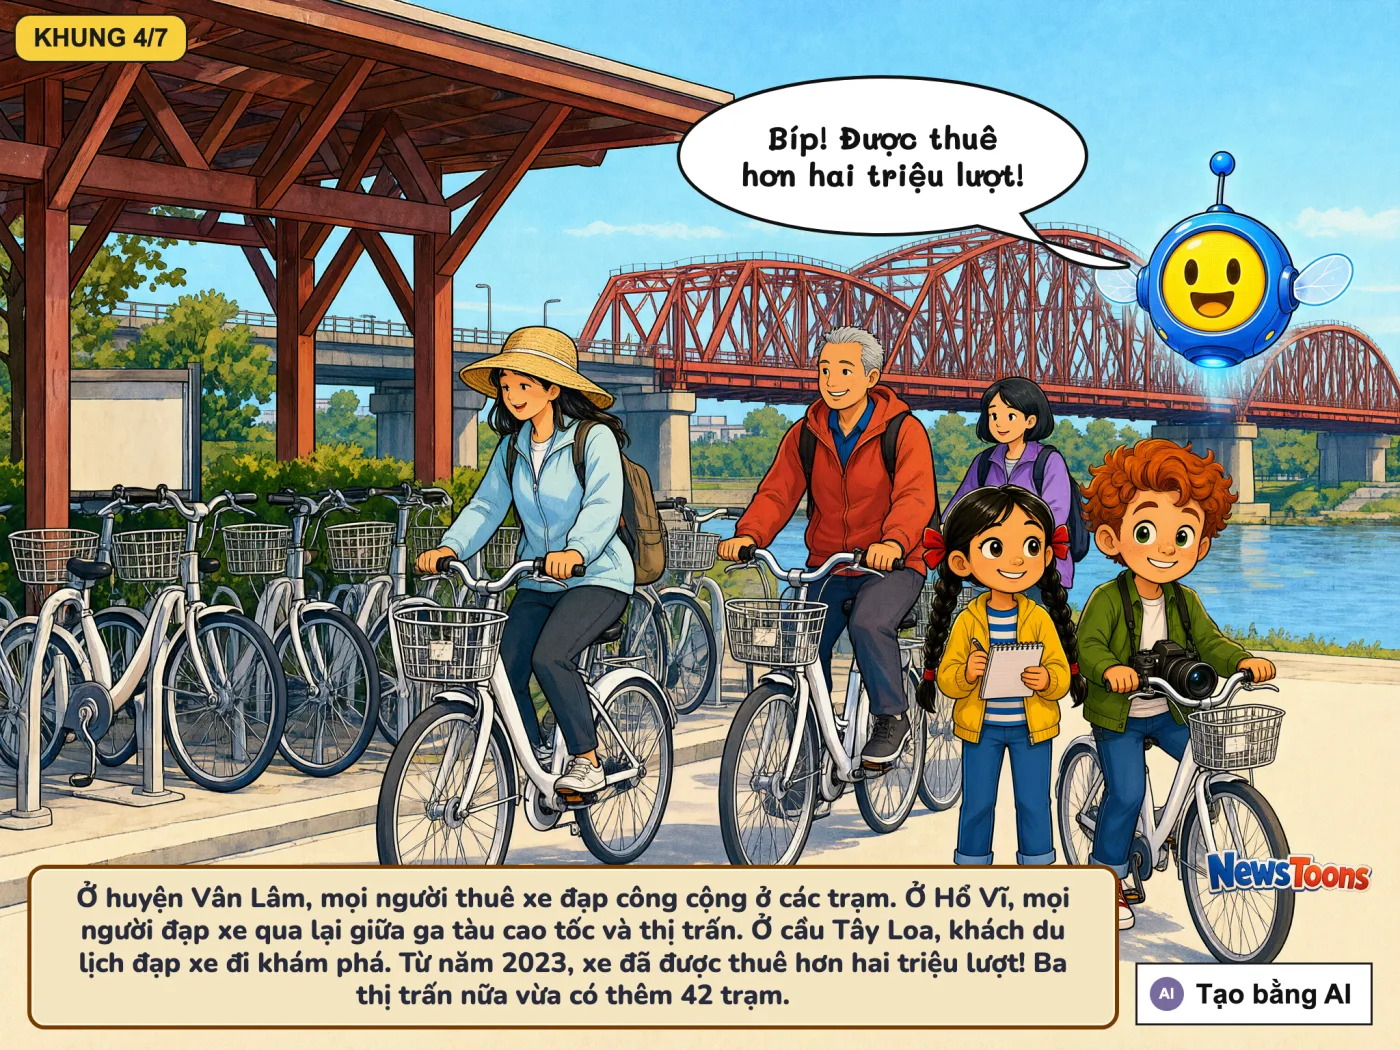 KHUNG 4/7
Bíp! Được thuê
hơn hai triệu lượt!
Ở huyện Vân Lâm, mọi người thuê xe đạp công cộng ở các trạm. Ở Hổ Vĩ, mọi
người đạp xe qua lại giữa ga tàu cao tốc và thị trấn. Ở cầu Tây Loa, khách du
lịch đạp xe đi khám phá. Từ năm 2023, xe đã được thuê hơn hai triệu lượt! Ba
thị trấn nữa vừa có thêm 42 trạm.
NewsToons
AI Tạo bằng AI